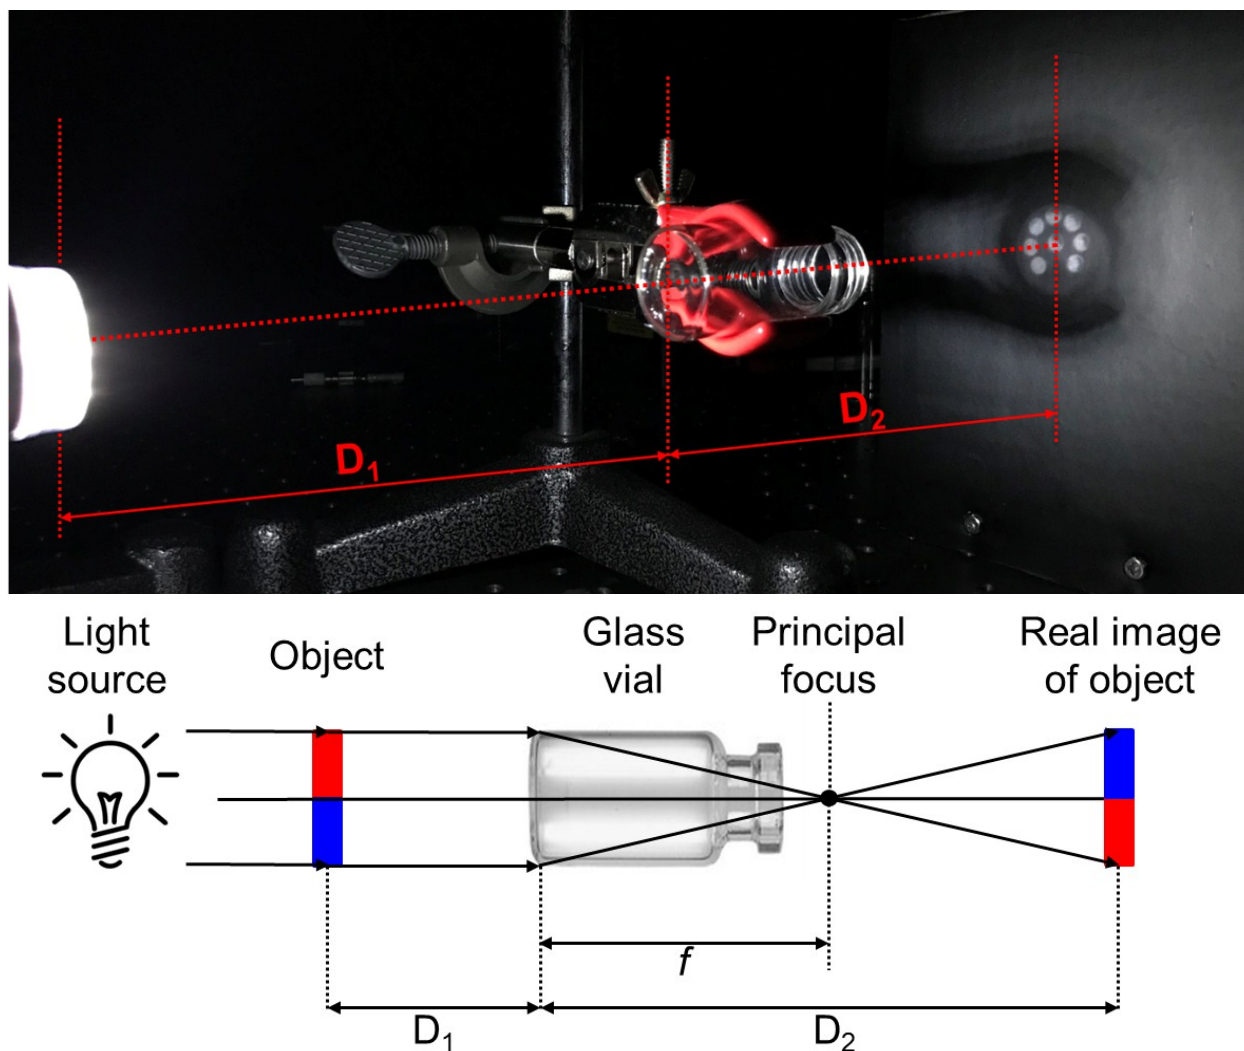 D₁
D₂
Light
source
Object
Glass
vial
Principal
focus
Real image
of object
f
D₁
D₂